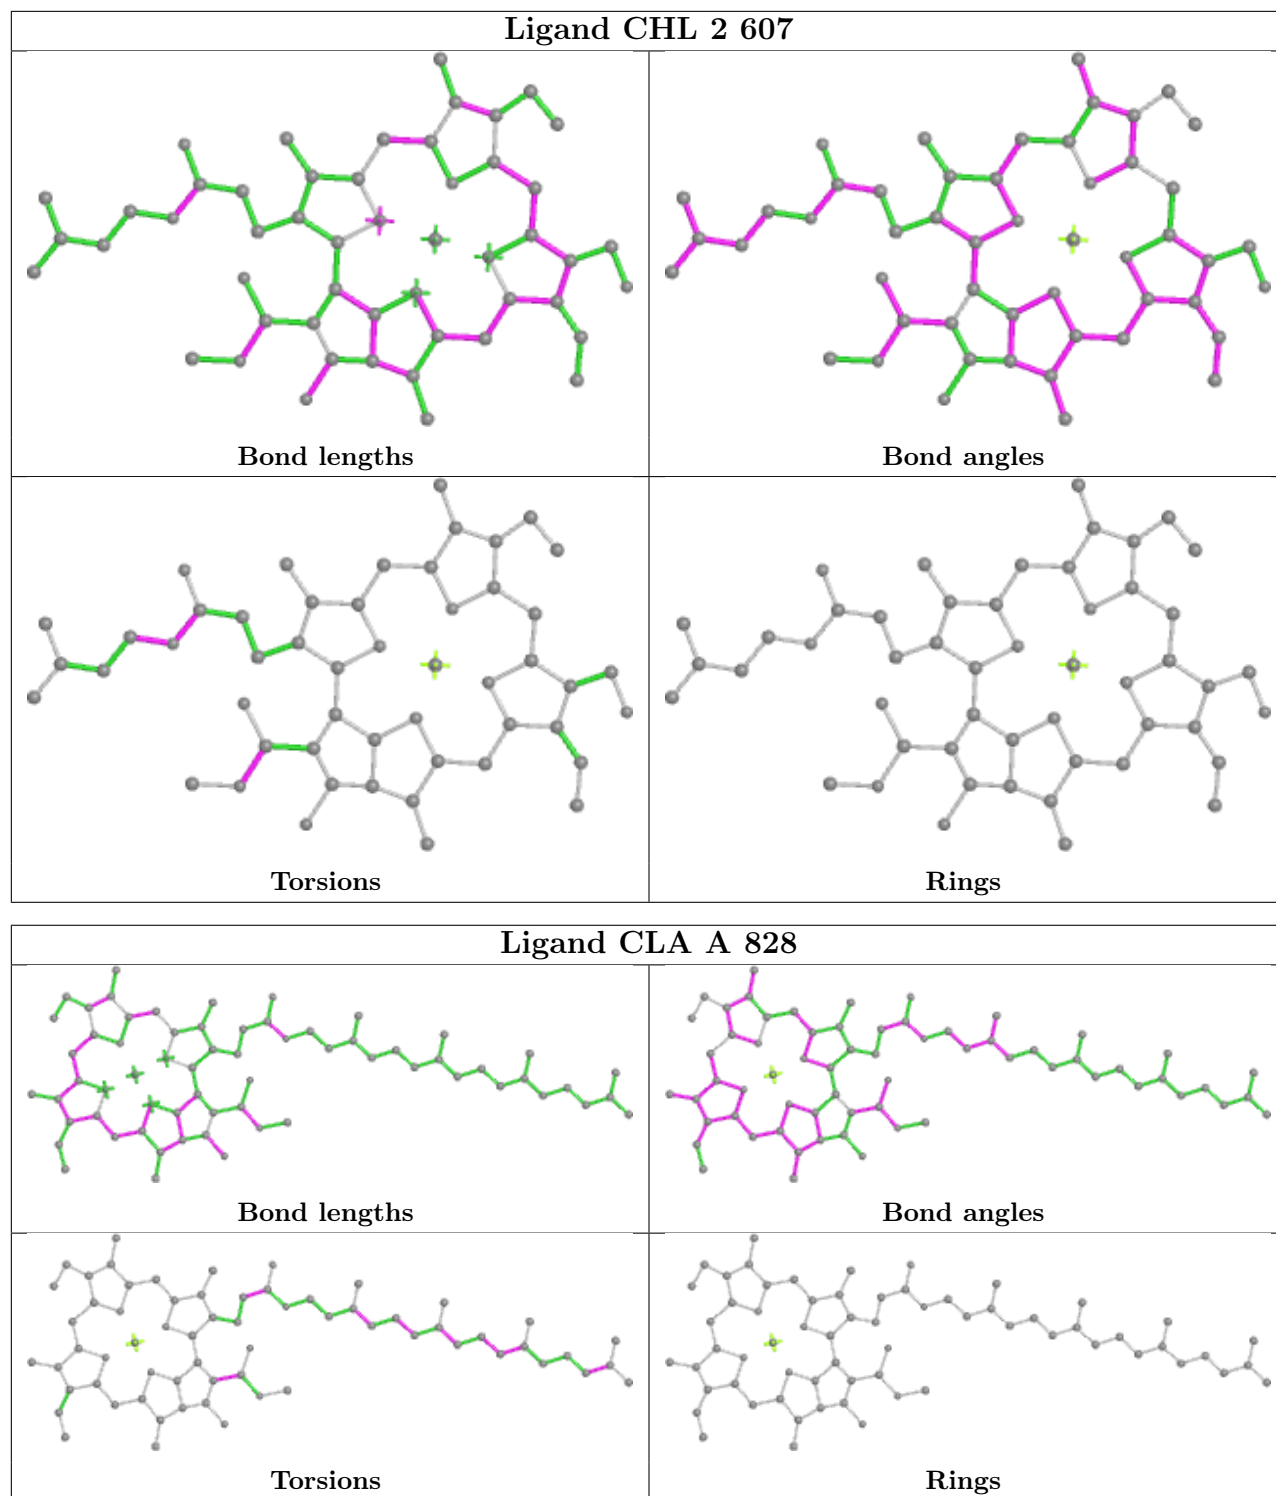 Ligand CHL 2 607
Bond lengths
Bond angles
Torsions
Rings
Ligand CLA A 828
Bond lengths
Bond angles
Torsions
Rings